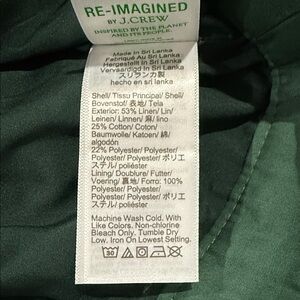 RE-IMAGINED
BY J.CREW
INSPIRED BY THE PLANET
AND ITS PEOPLE.
Made in Sri Lanka
Fabriqué Au Sri Lanka
Hergestellt in Sri Lanka
Vervaardigd in Sri Lanka
スリランカ製
hecho en sri lanka
Shell/ Tissu Principal/ Shell/
Bovenstof/ 表地/ Tela
Exterior: 53% Linen/ Lin/
Leinen/ Linnen/ 麻/ lino
25% Cotton/ Coton/
Baumwolle/ Katoen/ 綿/
algodón
22% Polyester/ Polyester/
Polyester/ Polyester/ ポリエ
ステル/ poliéster
Lining/ Doublure/ Futter/
Voering/ 裏地/ Forro: 100%
Polyester/ Polyester/
Polyester/ Polyester/ ポリエ
ステル/ poliéster
Machine Wash Cold. With
Like Colors. Non-chlorine
Bleach Only. Tumble Dry
Low. Iron On Lowest Setting
30